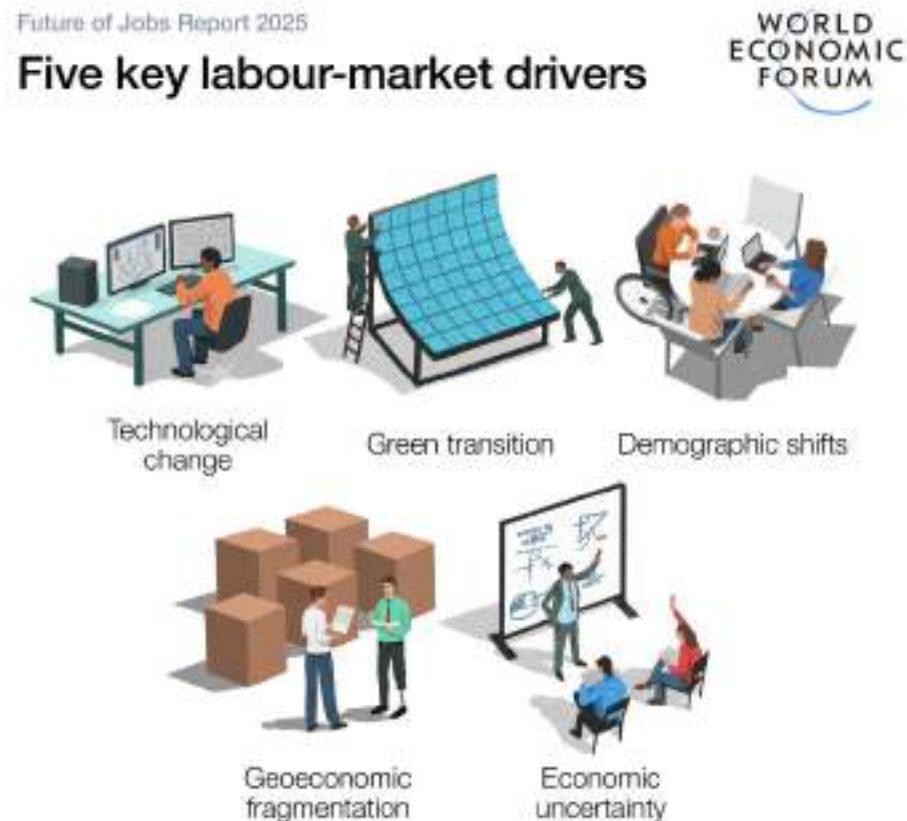 Future of Jobs Report 2025
Five key labour-market drivers
WORLD
ECONOMIC
FORUM
Technological
change
Green transition
Demographic shifts
Geoeconomic
fragmentation
Economic
uncertainty